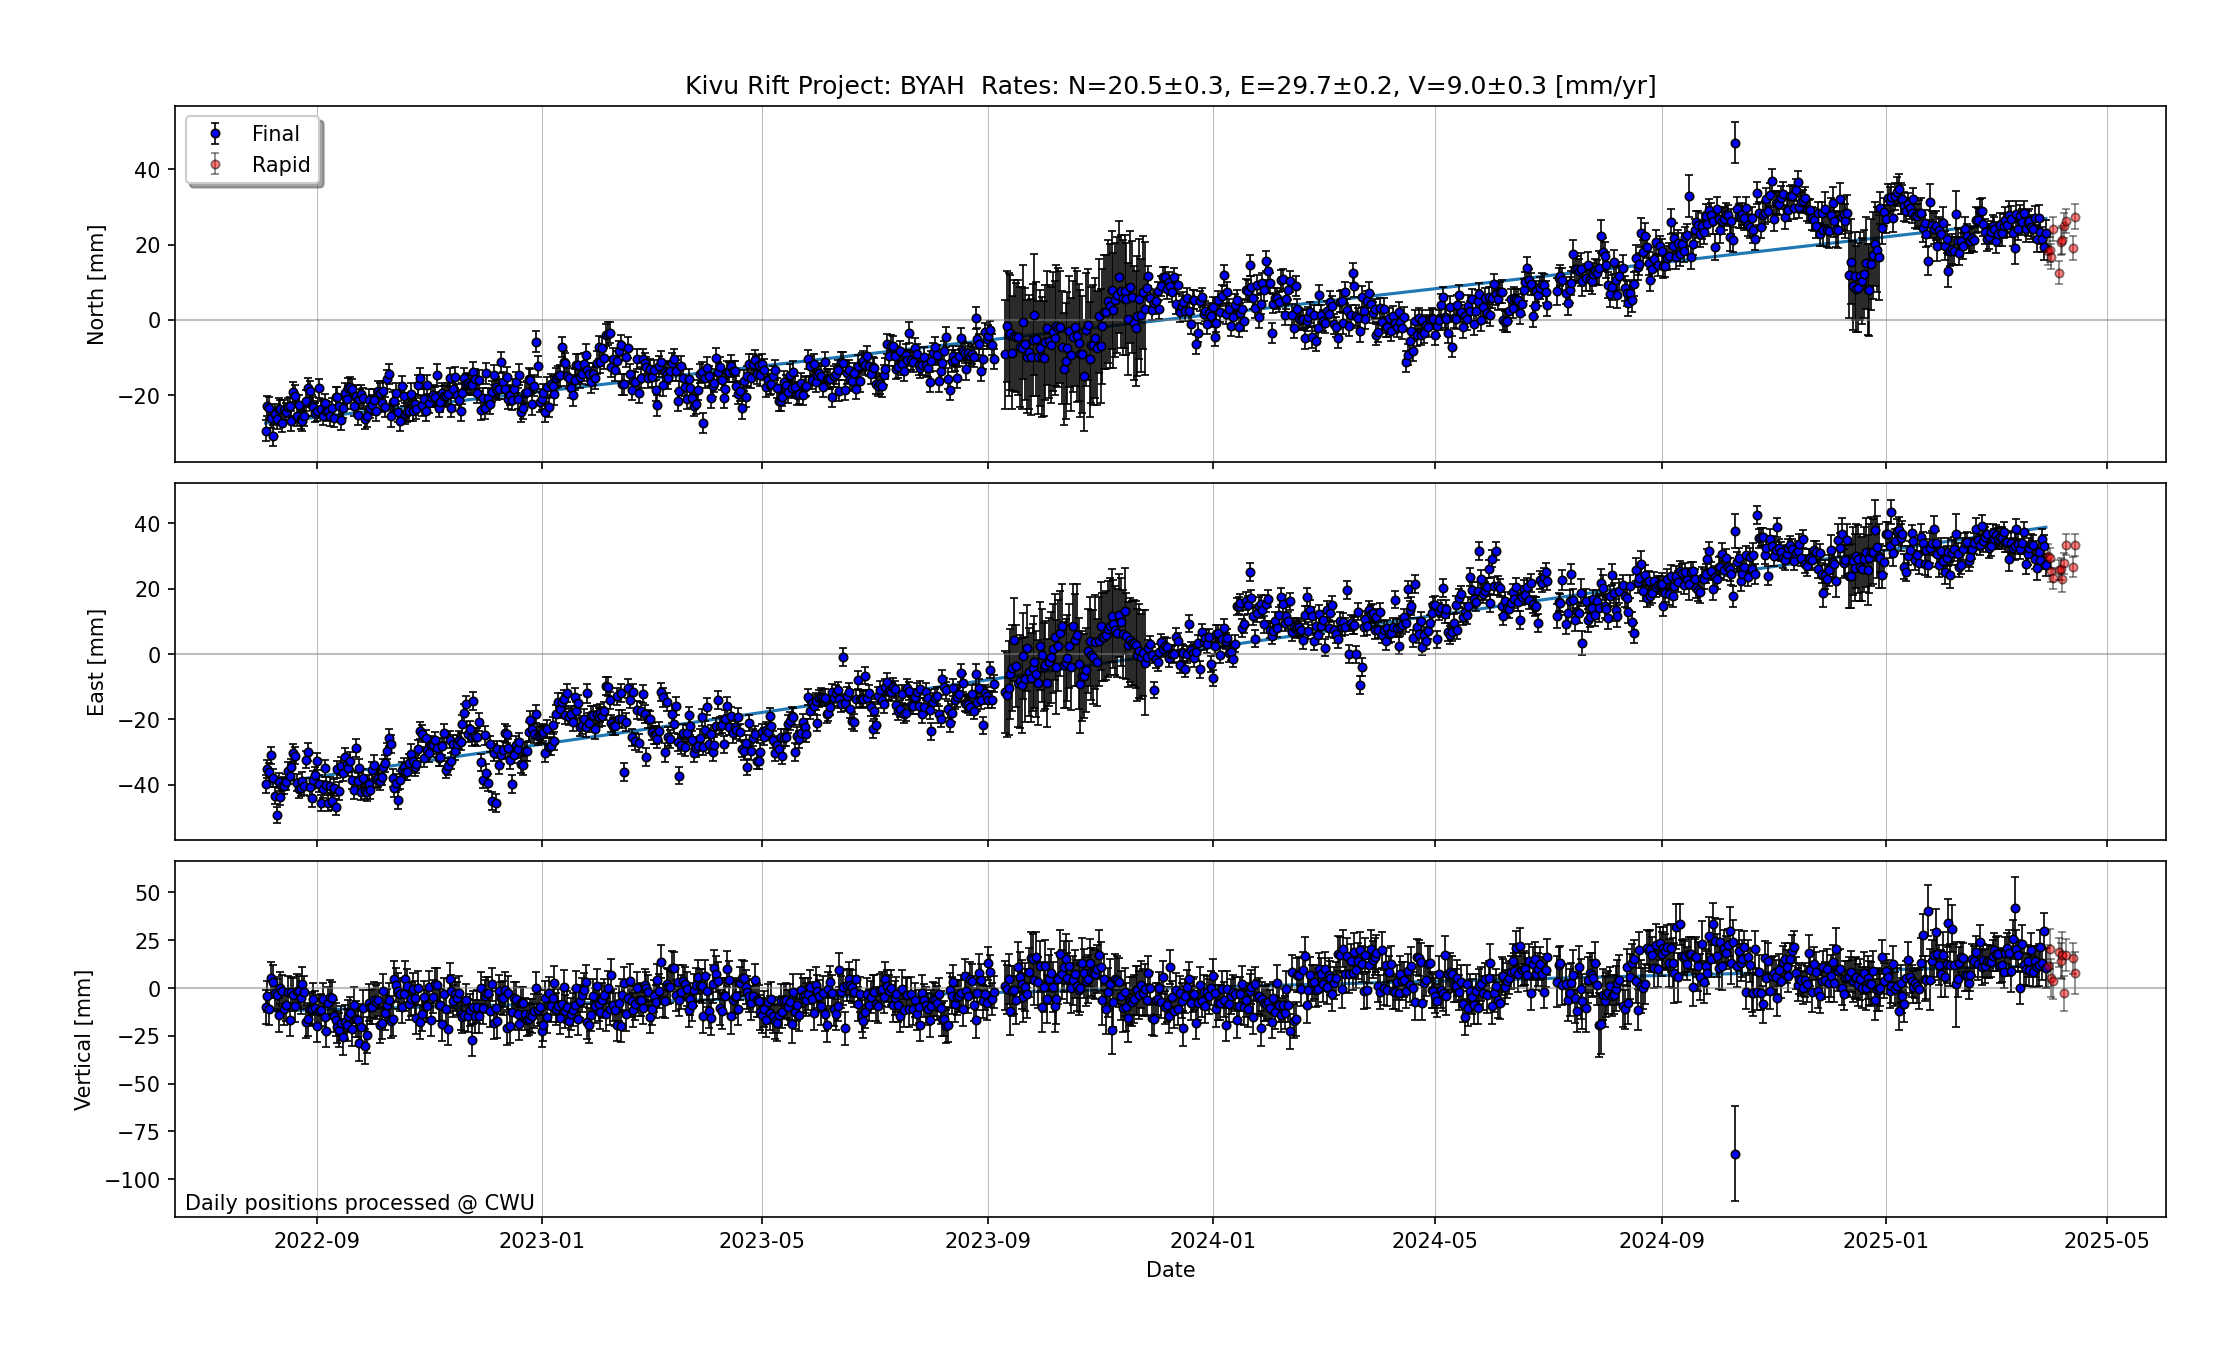 Kivu Rift Project: BYAH  Rates: N=20.5±0.3, E=29.7±0.2, V=9.0±0.3 [mm/yr]
Final
Rapid
North [mm]
40
20
0
−20
East [mm]
40
20
0
−20
−40
Vertical [mm]
50
25
0
−25
−50
−75
−100
Daily positions processed @ CWU
2022-09 2023-01 2023-05 2023-09 2024-01 2024-05 2024-09 2025-01 2025-05
Date